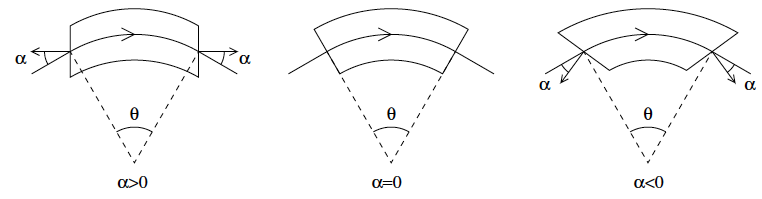 α α α α
θ θ θ
α>0 α=0 α<0